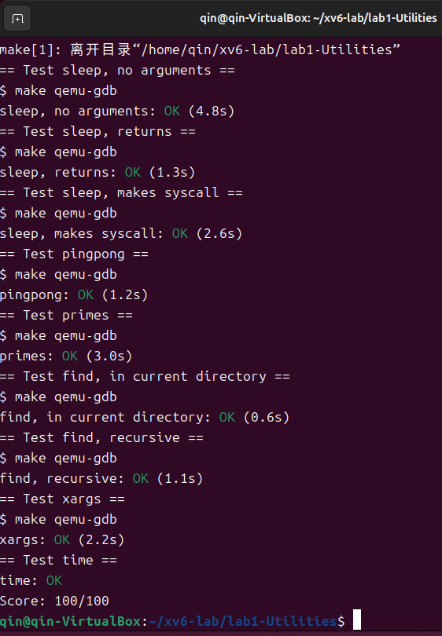 qin@qin-VirtualBox: ~/xv6-lab/lab1-Utilities
make[1]: 离开目录“/home/qin/xv6-lab/lab1-Utilities”
== Test sleep, no arguments ==
$ make qemu-gdb
sleep, no arguments: OK (4.8s)
== Test sleep, returns ==
$ make qemu-gdb
sleep, returns: OK (1.3s)
== Test sleep, makes syscall ==
$ make qemu-gdb
sleep, makes syscall: OK (2.6s)
== Test pingpong ==
$ make qemu-gdb
pingpong: OK (1.2s)
== Test primes ==
$ make qemu-gdb
primes: OK (3.0s)
== Test find, in current directory ==
$ make qemu-gdb
find, in current directory: OK (0.6s)
== Test find, recursive ==
$ make qemu-gdb
find, recursive: OK (1.1s)
== Test xargs ==
$ make qemu-gdb
xargs: OK (2.2s)
== Test time ==
time: OK
Score: 100/100
qin@qin-VirtualBox:~/xv6-lab/lab1-Utilities$